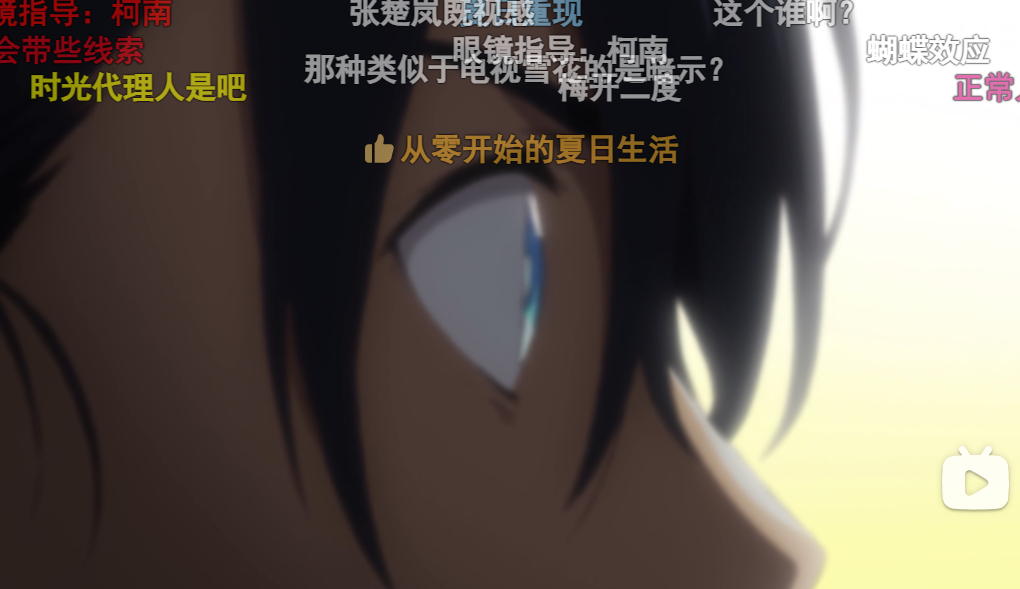 镜指导：柯南
张楚岚既视感
重现
这个谁啊？
会带些线索
眼镜指导：柯南
蝴蝶效应
那种类似于电视雪花的是暗示？
时光代理人是吧
梅开二度
正常
从零开始的夏日生活